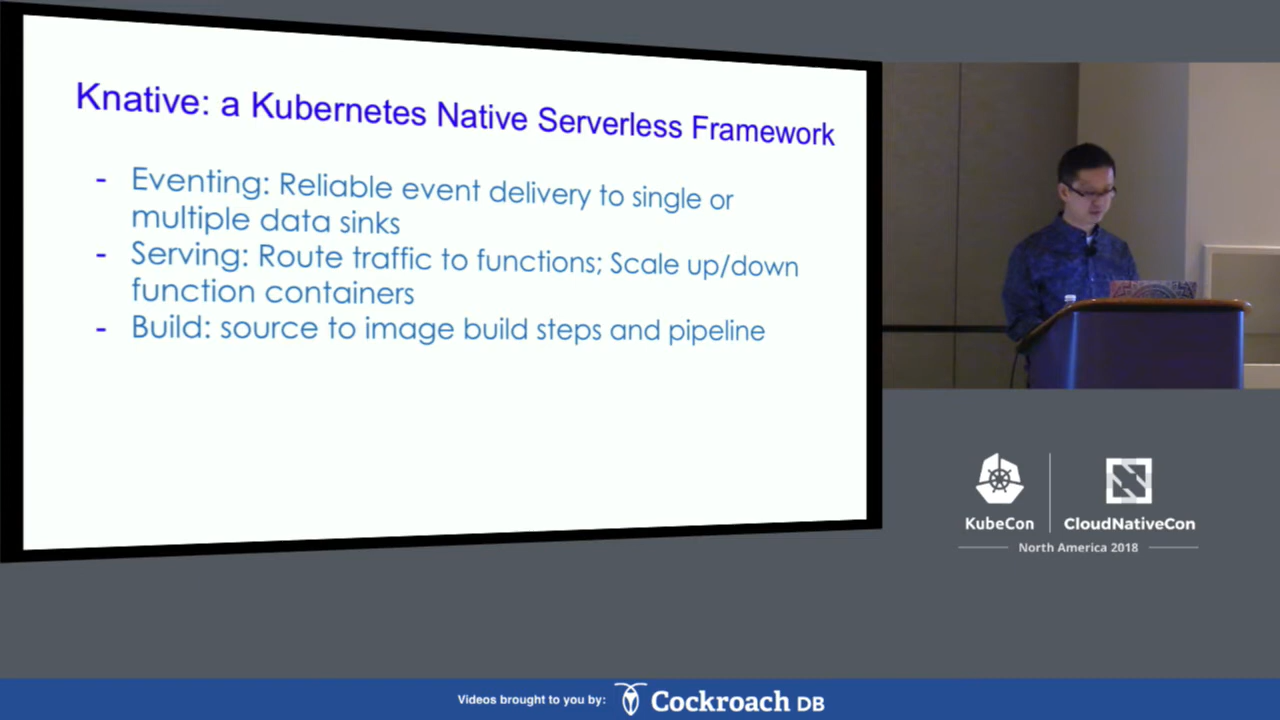 Knative: a Kubernetes Native Serverless Framework
- Eventing: Reliable event delivery to single or
multiple data sinks
- Serving: Route traffic to functions; Scale up/down
function containers
- Build: source to image build steps and pipeline
KubeCon
CloudNativeCon
North America 2018
Videos brought to you by:
Cockroach DB